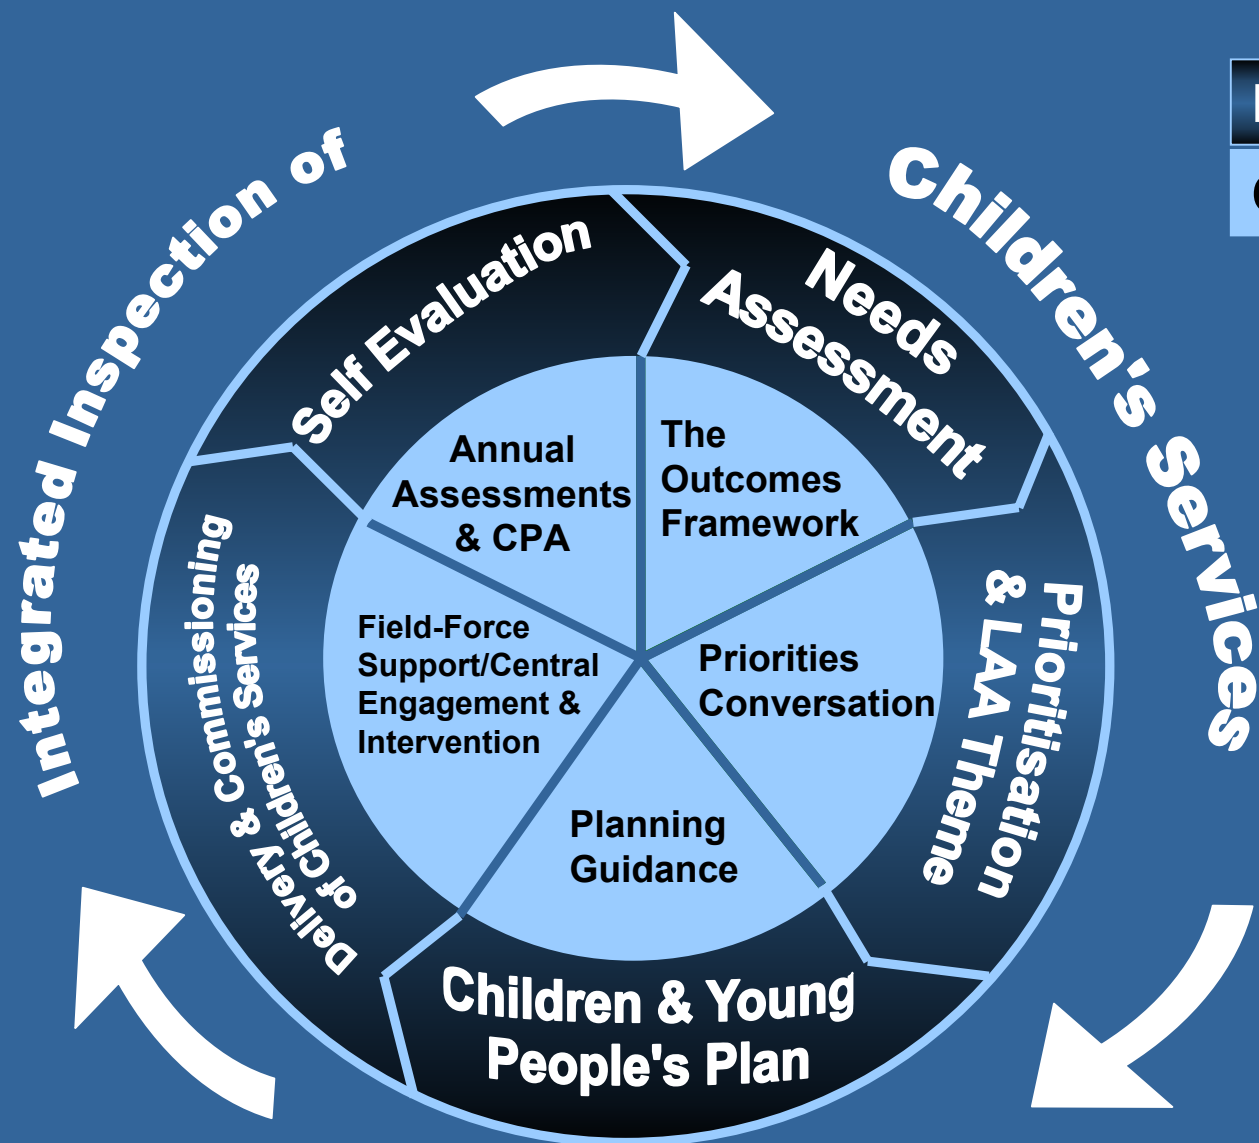 Integrated Inspection of
Children's Services
Self Evaluation
Needs
Assessment
Prioritisation
& LAA Theme
Children & Young
People's Plan
Delivery & Commissioning
of Children's Services
Annual
Assessments
& CPA
The
Outcomes
Framework
Priorities
Conversation
Planning
Guidance
Field-Force
Support/Central
Engagement &
Intervention